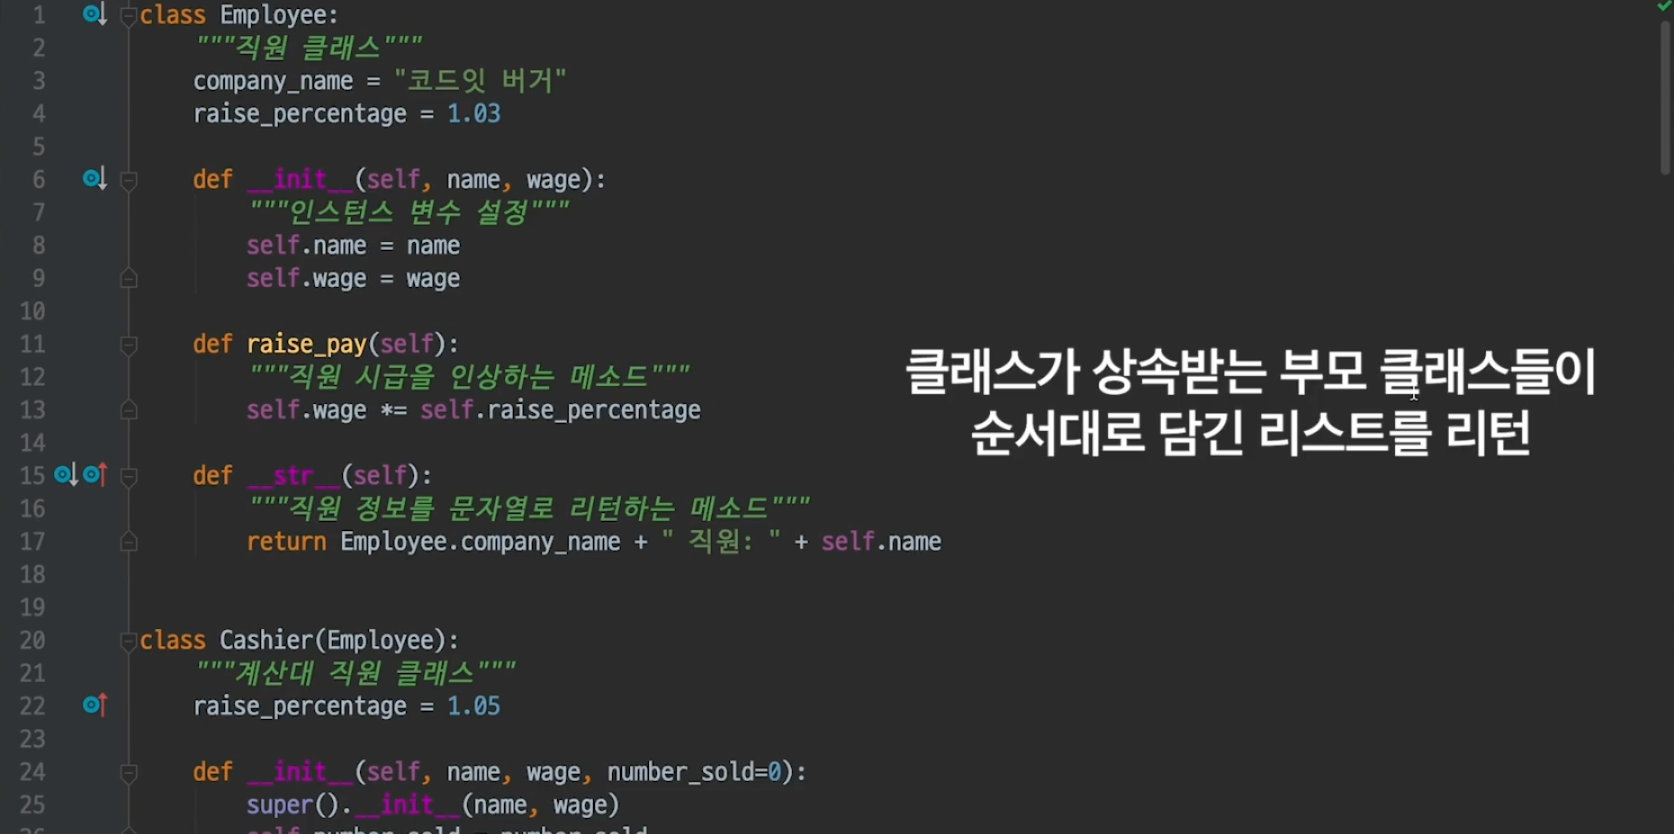 1 class Employee:
2 """직원 클래스"""
3 company_name = "코드잇 버거"
4 raise_percentage = 1.03
5
6 def __init__(self, name, wage):
7 """인스턴스 변수 설정"""
8 self.name = name
9 self.wage = wage
10
11 def raise_pay(self):
12 """직원 시급을 인상하는 메소드"""
13 self.wage *= self.raise_percentage
14
15 def __str__(self):
16 """직원 정보를 문자열로 리턴하는 메소드"""
17 return Employee.company_name + " 직원: " + self.name
18
19
20 class Cashier(Employee):
21 """계산대 직원 클래스"""
22 raise_percentage = 1.05
23
24 def __init__(self, name, wage, number_sold=0):
25 super().__init__(name, wage)
26 self.number_sold = number_sold
클래스가 상속받는 부모 클래스들이
순서대로 담긴 리스트를 리턴